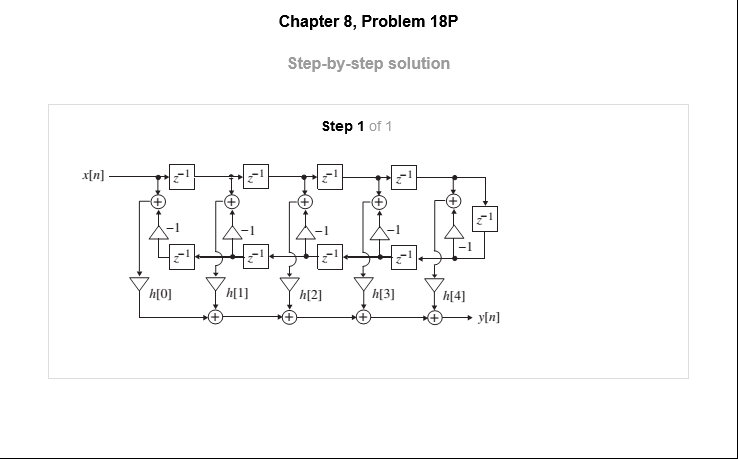 Chapter 8, Problem 18P
Step-by-step solution
Step 1 of 1
x[n] z⁻¹ z⁻¹ z⁻¹ z⁻¹
z⁻¹
−1 −1 −1 −1 −1
z⁻¹ z⁻¹ z⁻¹ z⁻¹
h[0] h[1] h[2] h[3] h[4]
y[n]